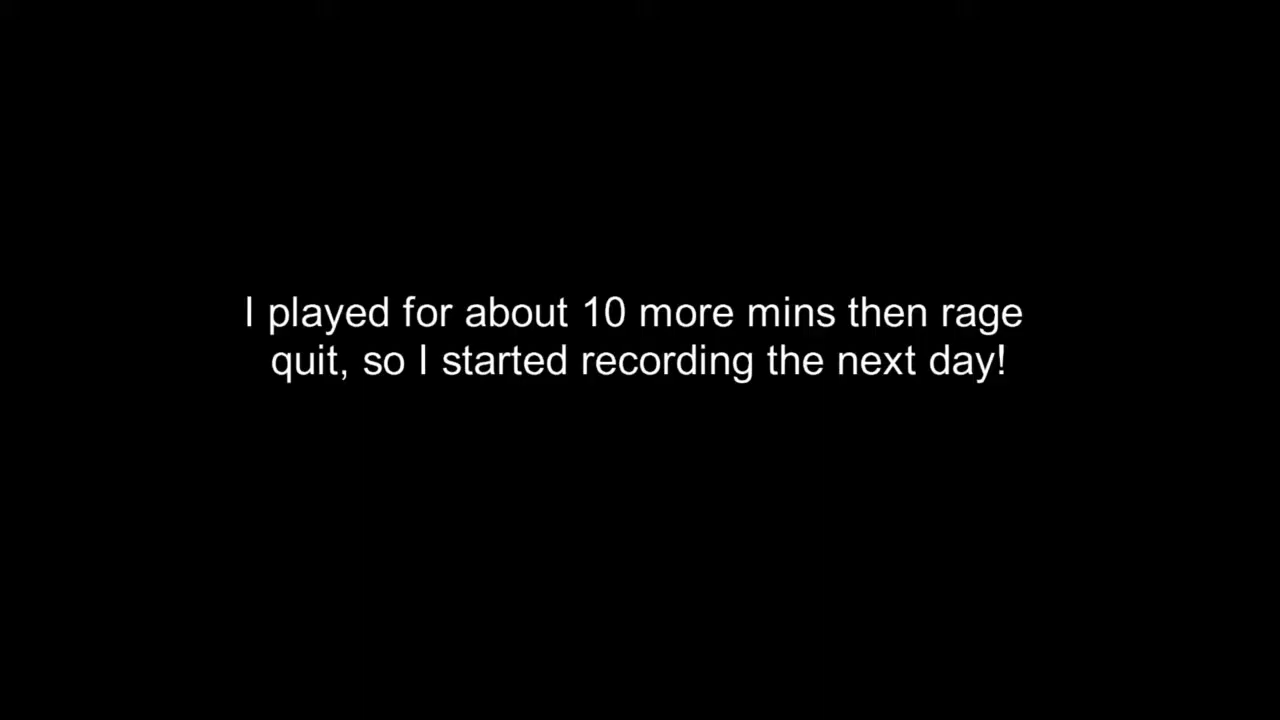 I played for about 10 more mins then rage
quit, so I started recording the next day!